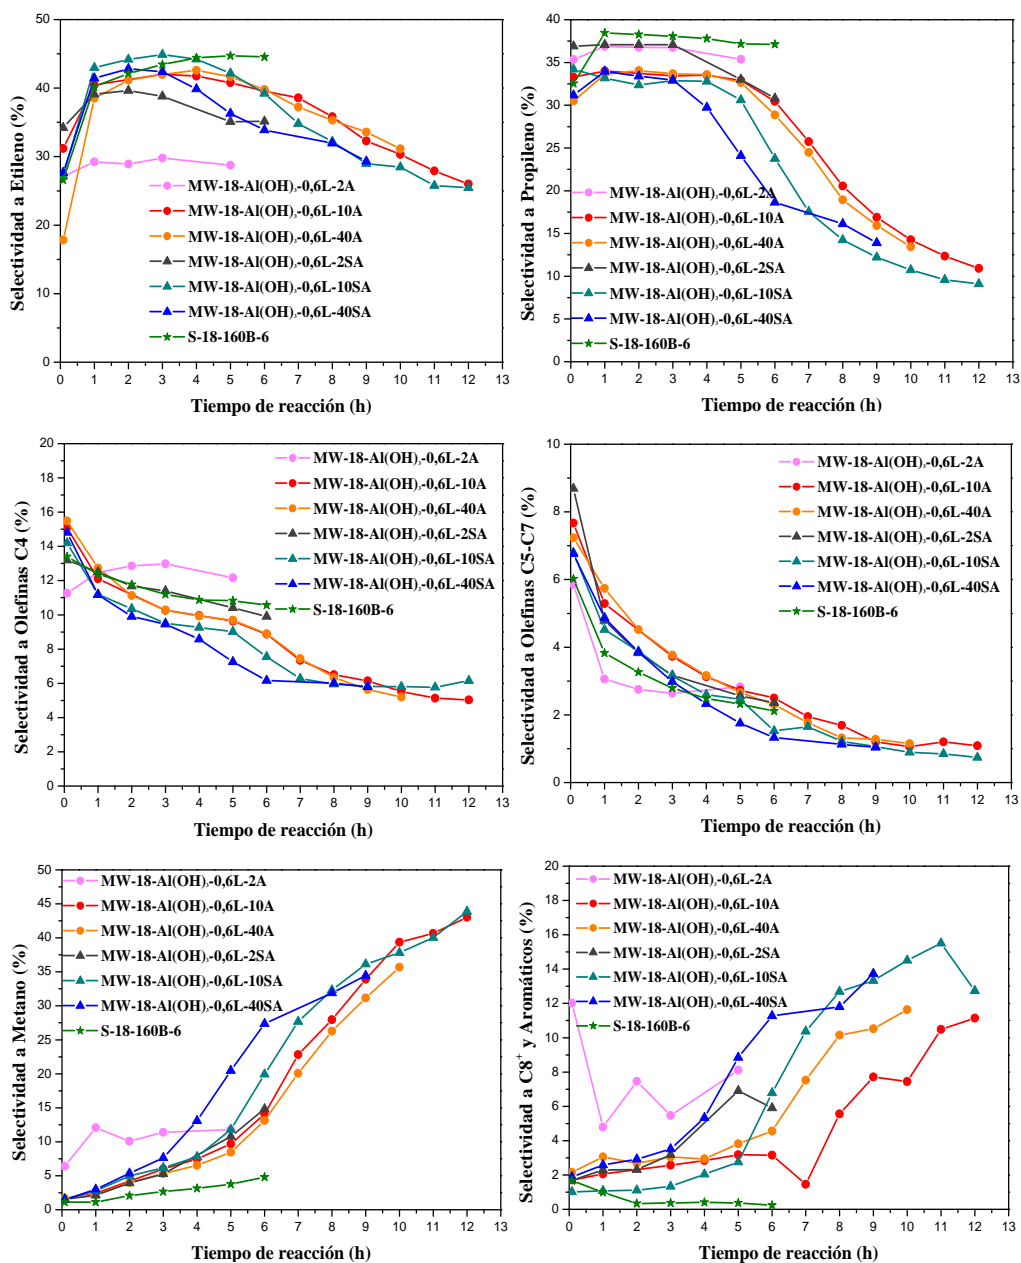 Selectividad a Etileno (%)
50
40
30
20
10
0
MW-18-Al(OH)₃-0,6L-2A
MW-18-Al(OH)₃-0,6L-10A
MW-18-Al(OH)₃-0,6L-40A
MW-18-Al(OH)₃-0,6L-2SA
MW-18-Al(OH)₃-0,6L-10SA
MW-18-Al(OH)₃-0,6L-40SA
S-18-160B-6
0 1 2 3 4 5 6 7 8 9 10 11 12 13
Tiempo de reacción (h)
Selectividad a Propileno (%)
40
35
30
25
20
15
10
5
0
MW-18-Al(OH)₃-0,6L-2A
MW-18-Al(OH)₃-0,6L-10A
MW-18-Al(OH)₃-0,6L-40A
MW-18-Al(OH)₃-0,6L-2SA
MW-18-Al(OH)₃-0,6L-10SA
MW-18-Al(OH)₃-0,6L-40SA
S-18-160B-6
0 1 2 3 4 5 6 7 8 9 10 11 12 13
Tiempo de reacción (h)
Selectividad a Olefinas C4 (%)
20
18
16
14
12
10
8
6
4
2
0
MW-18-Al(OH)₃-0,6L-2A
MW-18-Al(OH)₃-0,6L-10A
MW-18-Al(OH)₃-0,6L-40A
MW-18-Al(OH)₃-0,6L-2SA
MW-18-Al(OH)₃-0,6L-10SA
MW-18-Al(OH)₃-0,6L-40SA
S-18-160B-6
0 1 2 3 4 5 6 7 8 9 10 11 12 13
Tiempo de reacción (h)
Selectividad a Olefinas C5-C7 (%)
10
8
6
4
2
0
MW-18-Al(OH)₃-0,6L-2A
MW-18-Al(OH)₃-0,6L-10A
MW-18-Al(OH)₃-0,6L-40A
MW-18-Al(OH)₃-0,6L-2SA
MW-18-Al(OH)₃-0,6L-10SA
MW-18-Al(OH)₃-0,6L-40SA
S-18-160B-6
0 1 2 3 4 5 6 7 8 9 10 11 12 13
Tiempo de reacción (h)
Selectividad a Metano (%)
50
45
40
35
30
25
20
15
10
5
0
MW-18-Al(OH)₃-0,6L-2A
MW-18-Al(OH)₃-0,6L-10A
MW-18-Al(OH)₃-0,6L-40A
MW-18-Al(OH)₃-0,6L-2SA
MW-18-Al(OH)₃-0,6L-10SA
MW-18-Al(OH)₃-0,6L-40SA
S-18-160B-6
0 1 2 3 4 5 6 7 8 9 10 11 12 13
Tiempo de reacción (h)
Selectividad a C8⁺ y Aromáticos (%)
20
18
16
14
12
10
8
6
4
2
0
MW-18-Al(OH)₃-0,6L-2A
MW-18-Al(OH)₃-0,6L-10A
MW-18-Al(OH)₃-0,6L-40A
MW-18-Al(OH)₃-0,6L-2SA
MW-18-Al(OH)₃-0,6L-10SA
MW-18-Al(OH)₃-0,6L-40SA
S-18-160B-6
0 1 2 3 4 5 6 7 8 9 10 11 12 13
Tiempo de reacción (h)